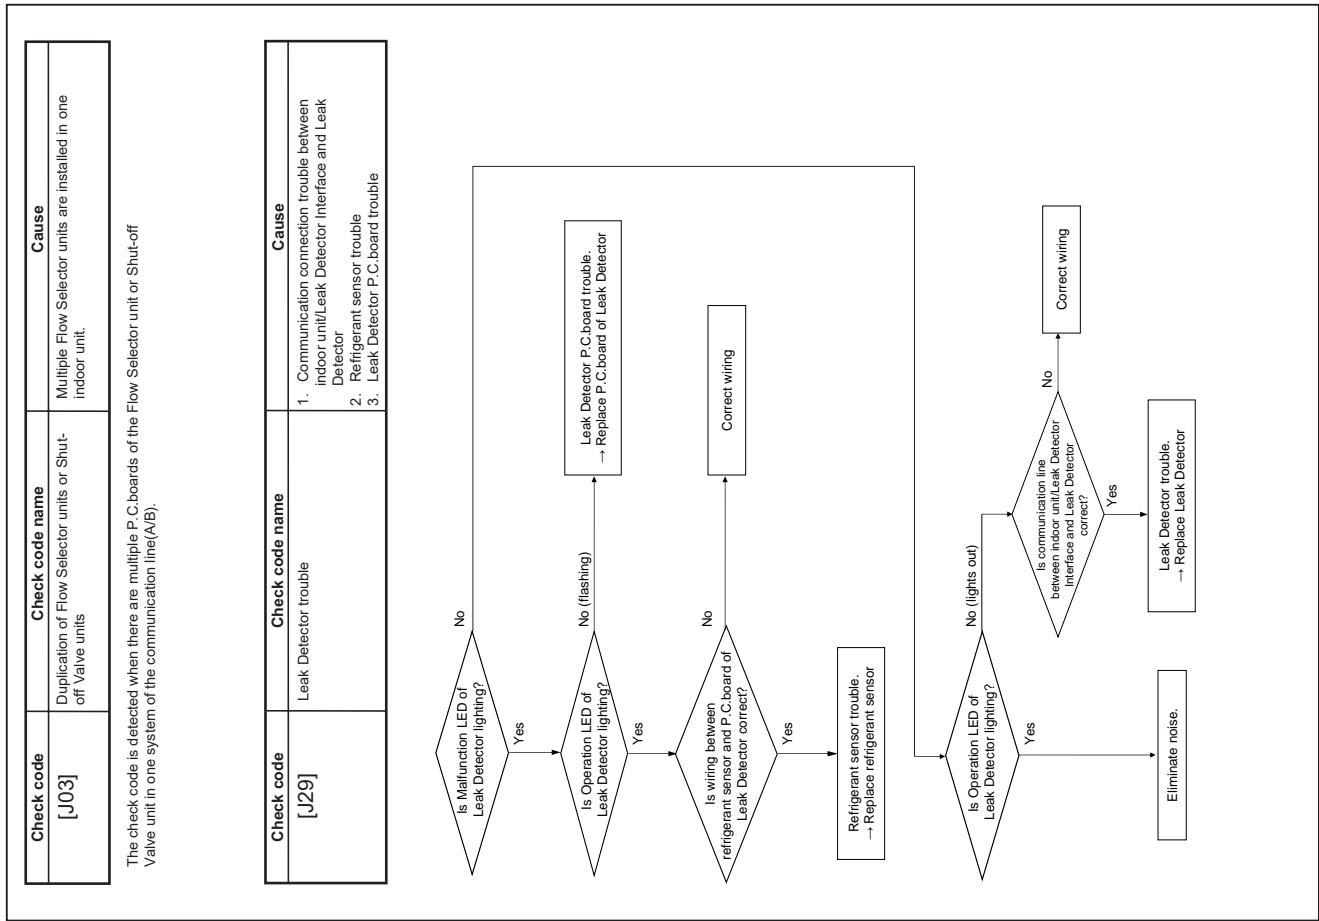 Check code
Check code name
Cause
[J03]
Duplication of Flow Selector units or Shut-
off Valve units
Multiple Flow Selector units are installed in one
indoor unit.
The check code is detected when there are multiple P.C.boards of the Flow Selector unit or Shut-off
Valve unit in one system of the communication line(A/B).
Check code
Check code name
Cause
[J29]
Leak Detector trouble
1. Communication connection trouble between
indoor unit/Leak Detector Interface and Leak
Detector
2. Refrigerant sensor trouble
3. Leak Detector P.C.board trouble
Is Malfunction LED of
Leak Detector lighting?
No
Yes
Is Operation LED of
Leak Detector lighting?
No (flashing)
Leak Detector P.C.board trouble.
→ Replace P.C.board of Leak Detector
Yes
Is wiring between
refrigerant sensor and P.C.board of
Leak Detector correct?
No
Correct wiring
Yes
Refrigerant sensor trouble.
→ Replace refrigerant sensor
Is Operation LED of
Leak Detector lighting?
No (lights out)
Yes
Is communication line
between indoor unit/Leak Detector
Interface and Leak Detector
correct?
No
Correct wiring
Yes
Leak Detector trouble.
→ Replace Leak Detector
Eliminate noise.